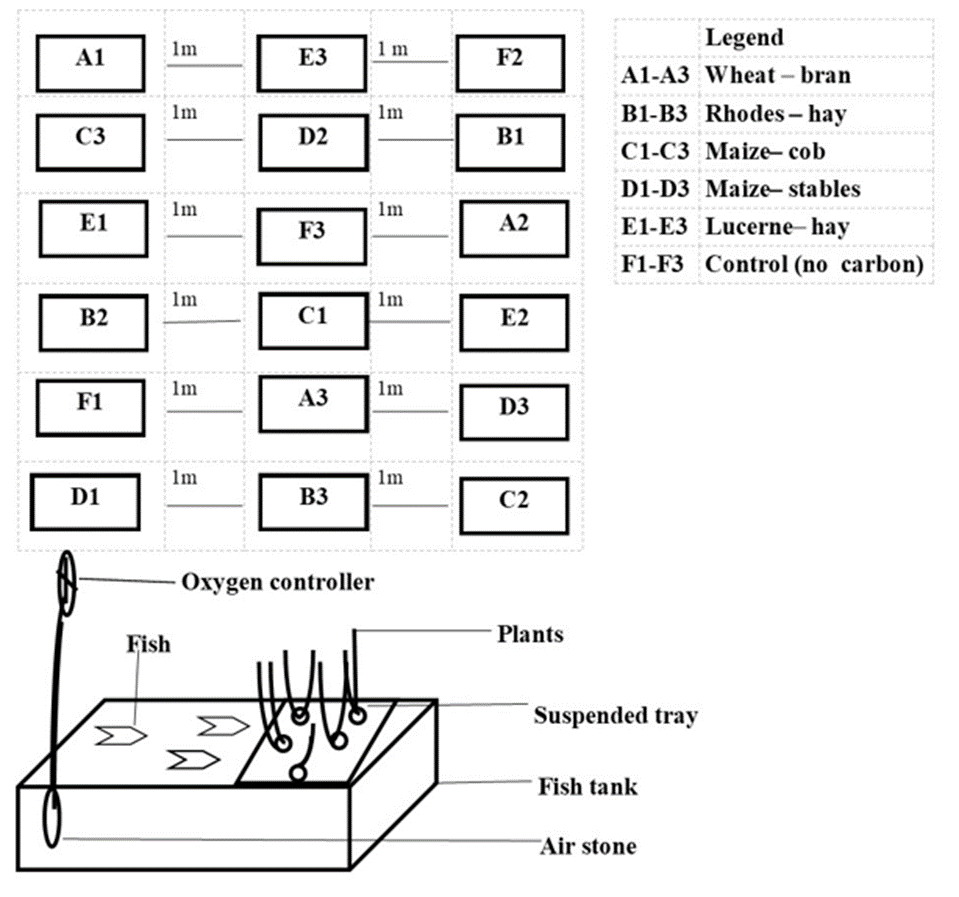 A1 1m E3 1 m F2
C3 1m D2 1m B1
E1 1m F3 1m A2
B2 1m C1 1m E2
F1 1m A3 1m D3
D1 1m B3 1m C2
Legend
A1-A3 Wheat – bran
B1-B3 Rhodes – hay
C1-C3 Maize– cob
D1-D3 Maize– stables
E1-E3 Lucerne– hay
F1-F3 Control (no carbon)
Oxygen controller
Fish
Plants
Suspended tray
Fish tank
Air stone